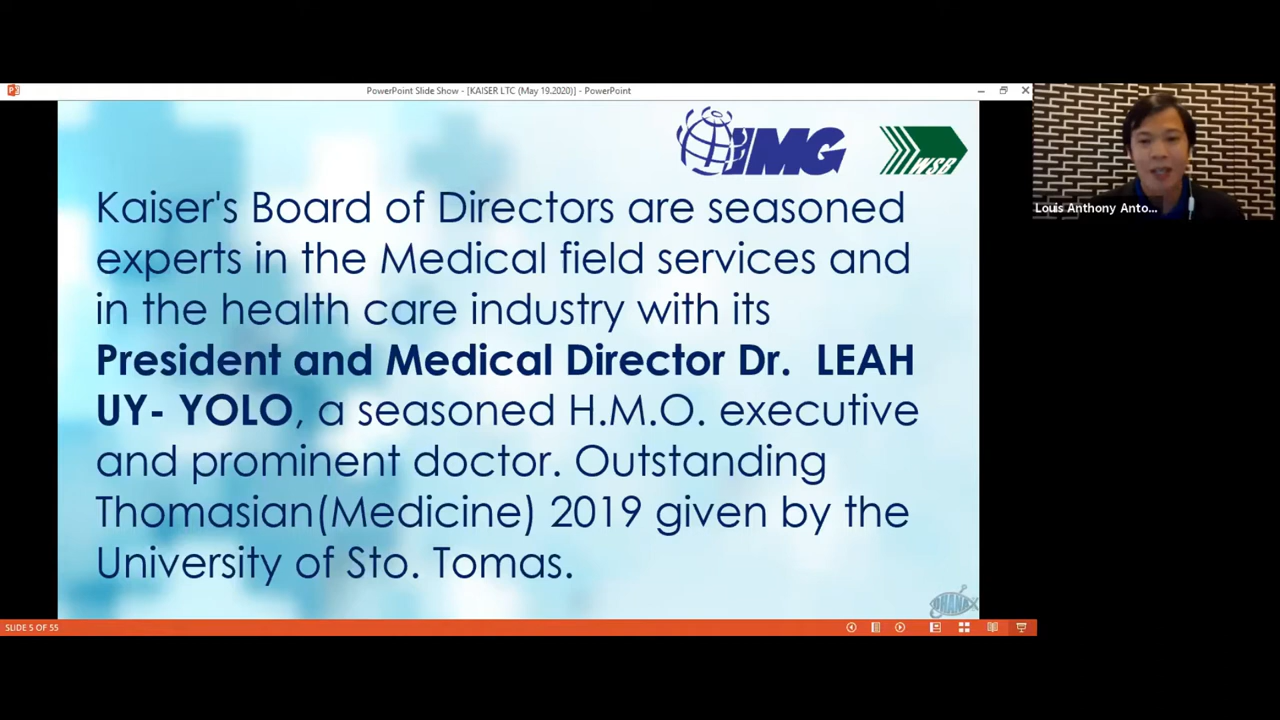 PowerPoint Slide Show - [KAISER LTC (May 19.2020)] - PowerPoint
IMG
WSB
Kaiser's Board of Directors are seasoned
experts in the Medical field services and
in the health care industry with its
President and Medical Director Dr. LEAH
UY- YOLO, a seasoned H.M.O. executive
and prominent doctor. Outstanding
Thomasian(Medicine) 2019 given by the
University of Sto. Tomas.
Louis Anthony Anto...
OHANA
SLIDE 5 OF 55